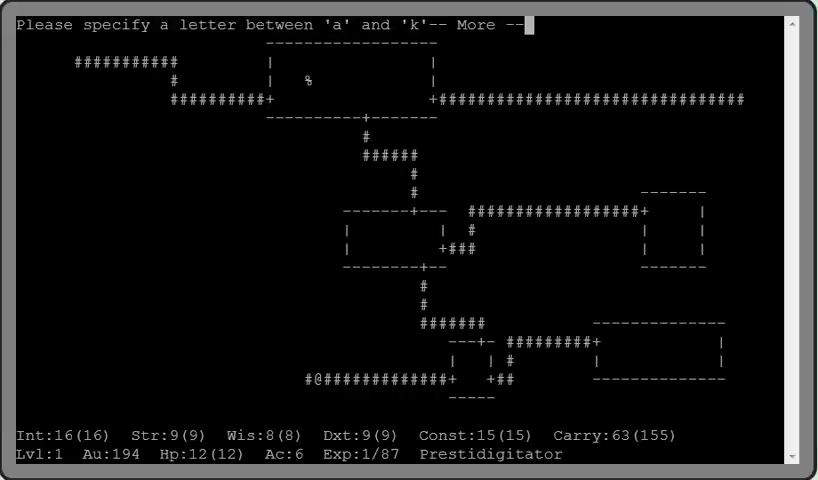 Please specify a letter between 'a' and 'k'-- More --
Int:16(16) Str:9(9) Wis:8(8) Dxt:9(9) Const:15(15) Carry:63(155)
Lvl:1 Au:194 Hp:12(12) Ac:6 Exp:1/87 Prestidigitator